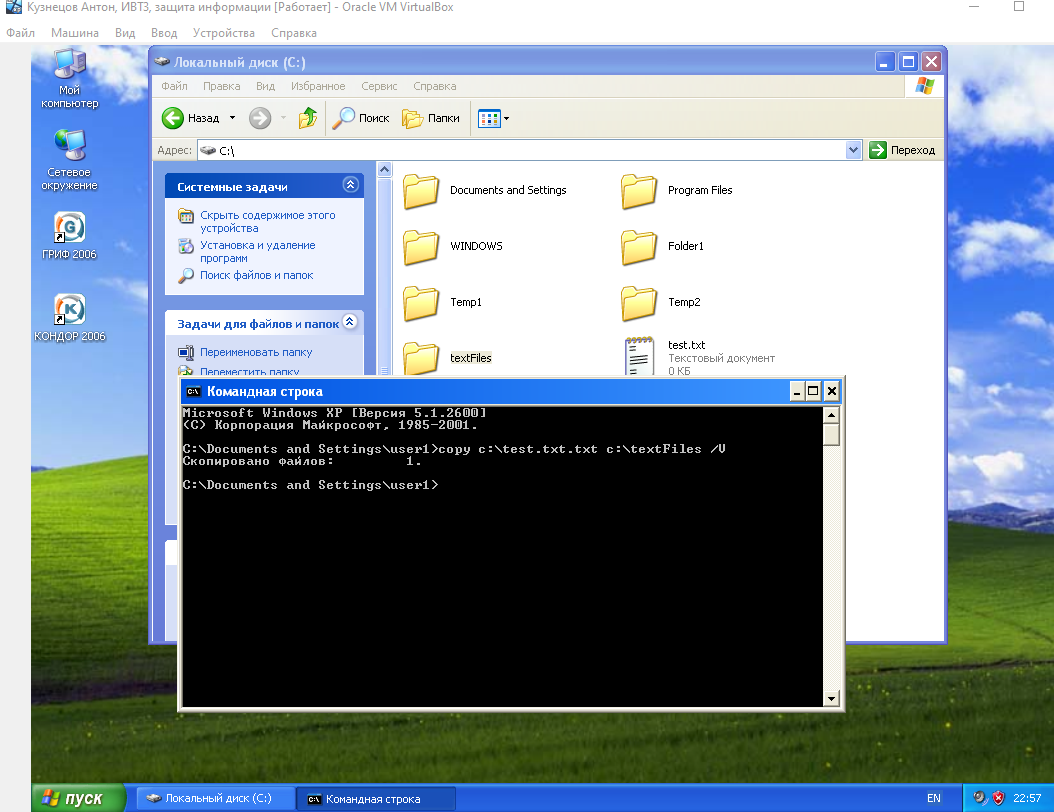 Кузнецов Антон, ИВТЗ, защита информации [Работает] - Oracle VM VirtualBox
Файл Машина Вид Ввод Устройства Справка
Мой
компьютер
Сетевое
окружение
ГРИФ 2006
КОНДОР 2006
Локальный диск (C:)
Файл Правка Вид Избранное Сервис Справка
Назад Поиск Папки
Адрес: C:\ Переход
Системные задачи
Скрыть содержимое этого
устройства
Установка и удаление
программ
Поиск файлов и папок
Задачи для файлов и папок
Переименовать папку
Переместить папку
Documents and Settings
Program Files
WINDOWS
Folder1
Temp1
Temp2
textFiles
test.txt
Текстовый документ
0 КБ
Командная строка
Microsoft Windows XP [Версия 5.1.2600]
(С) Корпорация Майкрософт, 1985-2001.
C:\Documents and Settings\user1>copy c:\test.txt.txt c:\textFiles /V
Скопировано файлов: 1.
C:\Documents and Settings\user1>
пуск Локальный диск (C:) Командная строка EN 22:57